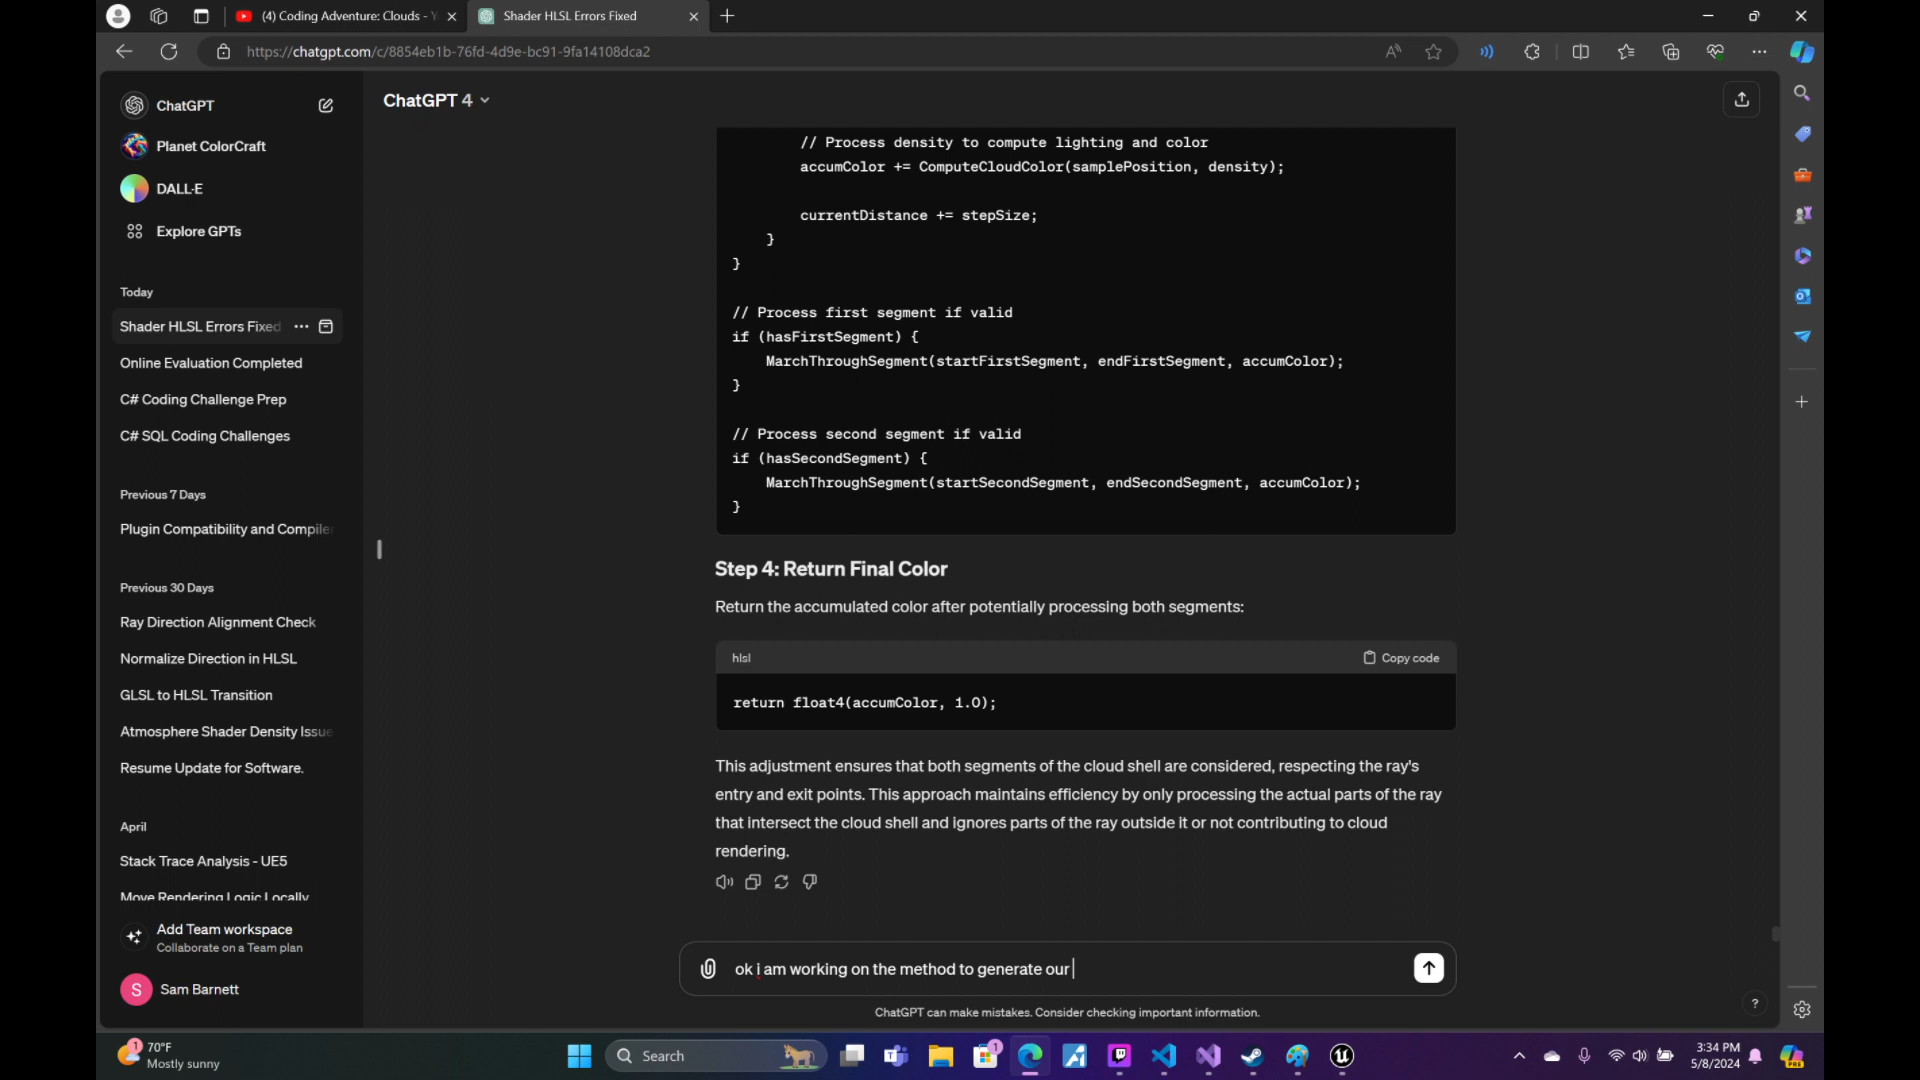 (4) Coding Adventure: Clouds - Y
Shader HLSL Errors Fixed
https://chatgpt.com/c/8854eb1b-76fd-4d9e-bc91-9fa14108dca2
ChatGPT
Planet ColorCraft
DALL·E
Explore GPTs
Today
Shader HLSL Errors Fixed
Online Evaluation Completed
C# Coding Challenge Prep
C# SQL Coding Challenges
Previous 7 Days
Plugin Compatibility and Compiler
Previous 30 Days
Ray Direction Alignment Check
Normalize Direction in HLSL
GLSL to HLSL Transition
Atmosphere Shader Density Issue
Resume Update for Software.
April
Stack Trace Analysis - UE5
Move Rendering Logic Locally
Add Team workspace
Collaborate on a Team plan
S
Sam Barnett
ChatGPT 4
// Process density to compute lighting and color
accumColor += ComputeCloudColor(samplePosition, density);
currentDistance += stepSize;
}
}
// Process first segment if valid
if (hasFirstSegment) {
MarchThroughSegment(startFirstSegment, endFirstSegment, accumColor);
}
// Process second segment if valid
if (hasSecondSegment) {
MarchThroughSegment(startSecondSegment, endSecondSegment, accumColor);
}
Step 4: Return Final Color
Return the accumulated color after potentially processing both segments:
hlsl
Copy code
return float4(accumColor, 1.0);
This adjustment ensures that both segments of the cloud shell are considered, respecting the ray's
entry and exit points. This approach maintains efficiency by only processing the actual parts of the ray
that intersect the cloud shell and ignores parts of the ray outside it or not contributing to cloud
rendering.
ok i am working on the method to generate our
ChatGPT can make mistakes. Consider checking important information.
?
1
70°F
Mostly sunny
Search
1
3:34 PM
5/8/2024
PRE